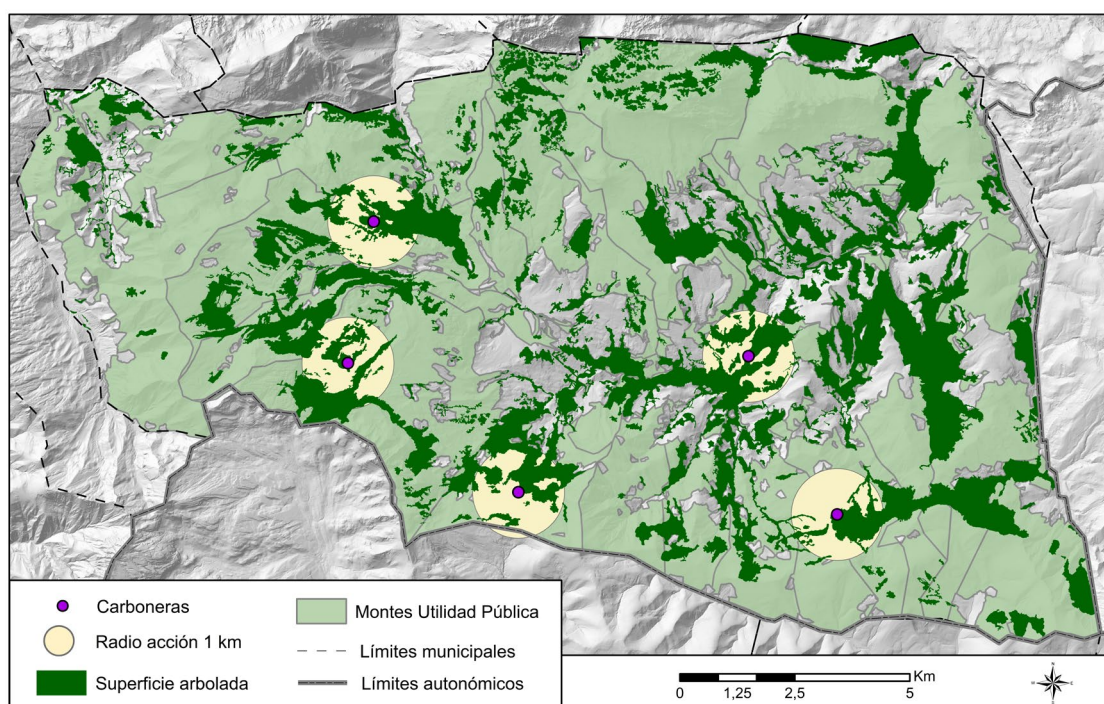 Carboneras
Radio acción 1 km
Superficie arbolada
Montes Utilidad Pública
Límites municipales
Límites autonómicos
Km
0 1,25 2,5 5